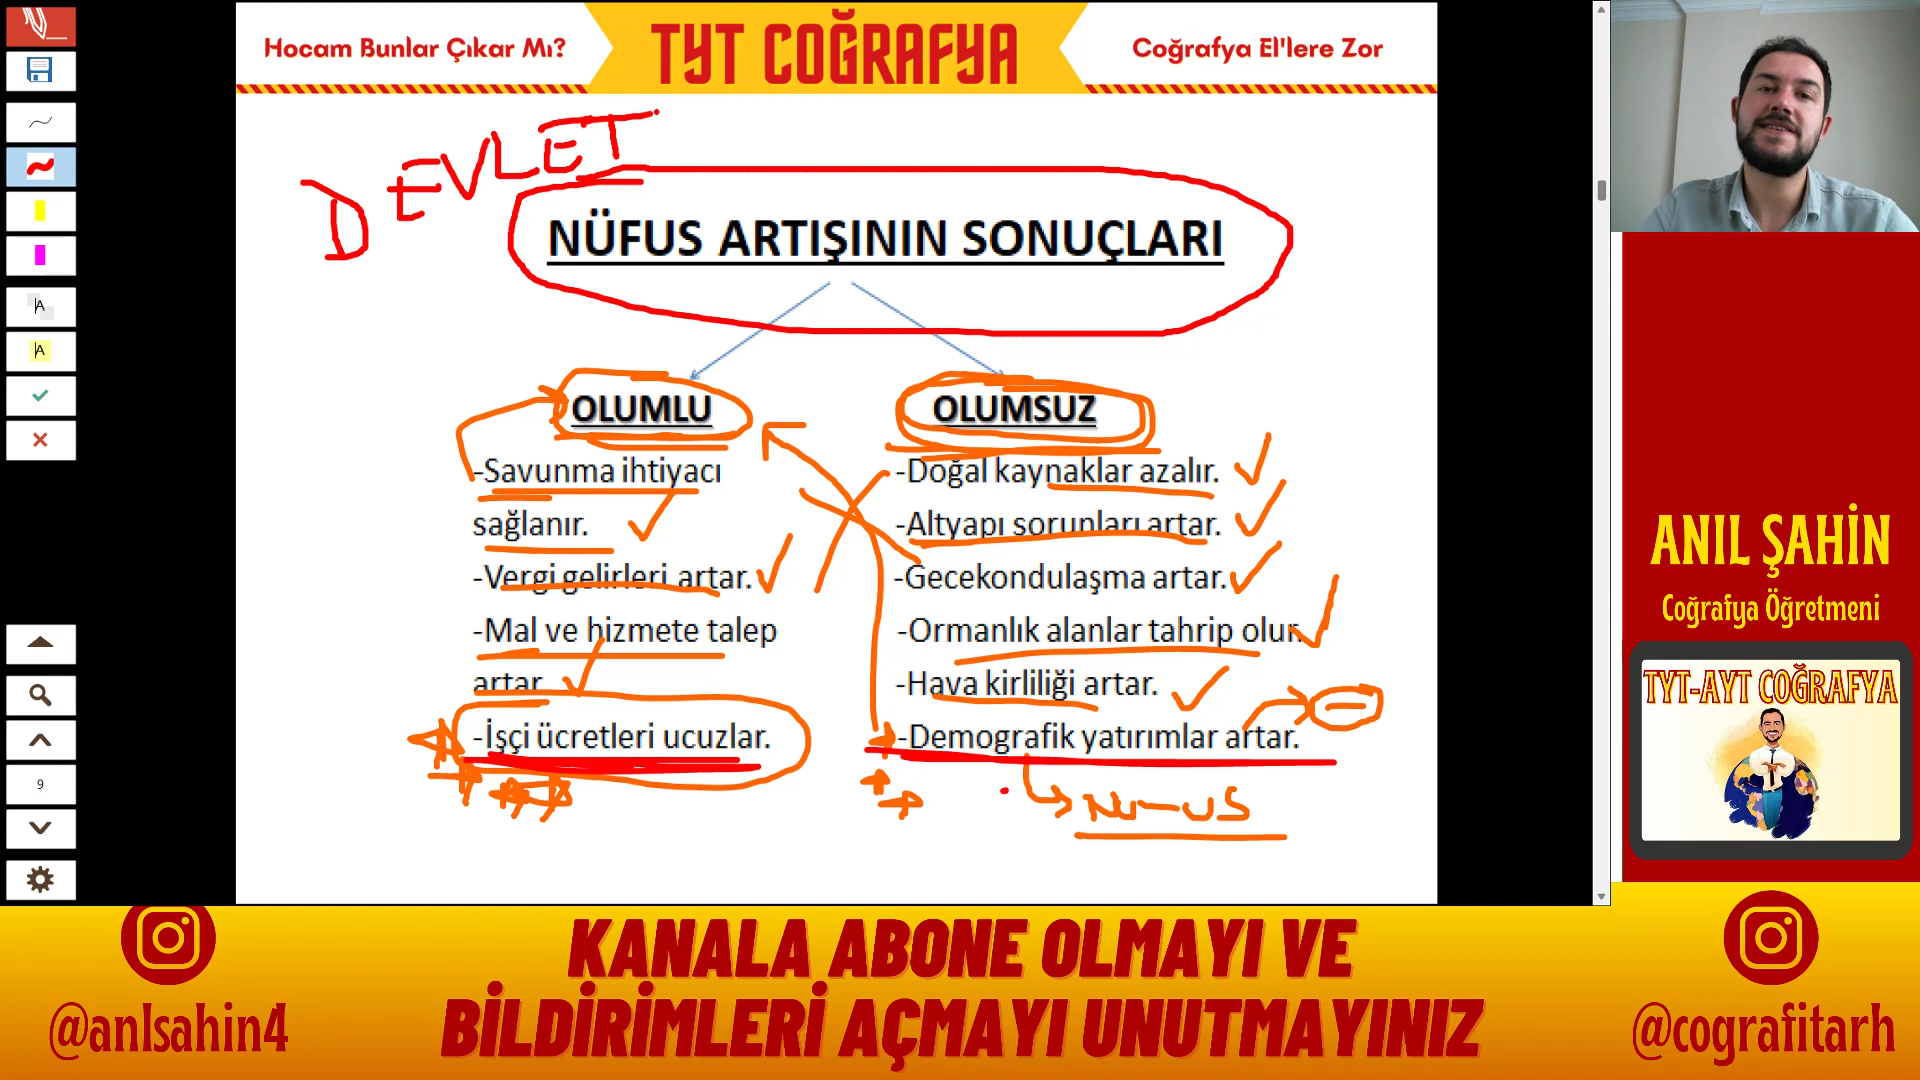 Hocam Bunlar Çıkar Mı?
TYT COĞRAFYA
Coğrafya El'lere Zor
DEVLET
NÜFUS ARTIŞININ SONUÇLARI
OLUMLU
-Savunma ihtiyacı
sağlanır.
-Vergi gelirleri artar.
-Mal ve hizmete talep
artar
-İşçi ücretleri ucuzlar.
OLUMSUZ
-Doğal kaynaklar azalır.
-Altyapı sorunları artar.
-Gecekondulaşma artar.
-Ormanlık alanlar tahrip olur.
-Hava kirliliği artar.
-Demografik yatırımlar artar.
A
A
9
ANIL ŞAHİN
Coğrafya Öğretmeni
TYT-AYT COĞRAFYA
KANALA ABONE OLMAYI VE
BİLDİRİMLERİ AÇMAYI UNUTMAYINIZ
@anlsahin4
@cografitarh